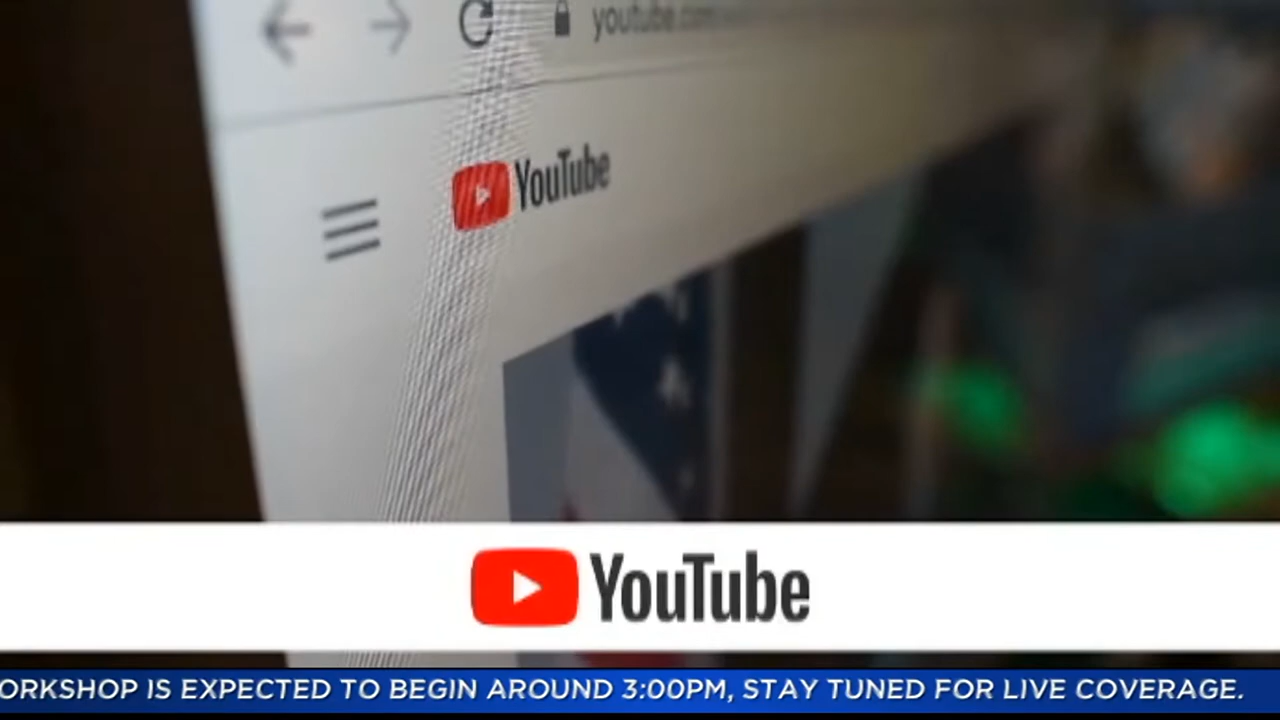 youtube.com
YouTube
YouTube
ORKSHOP IS EXPECTED TO BEGIN AROUND 3:00PM, STAY TUNED FOR LIVE COVERAGE.